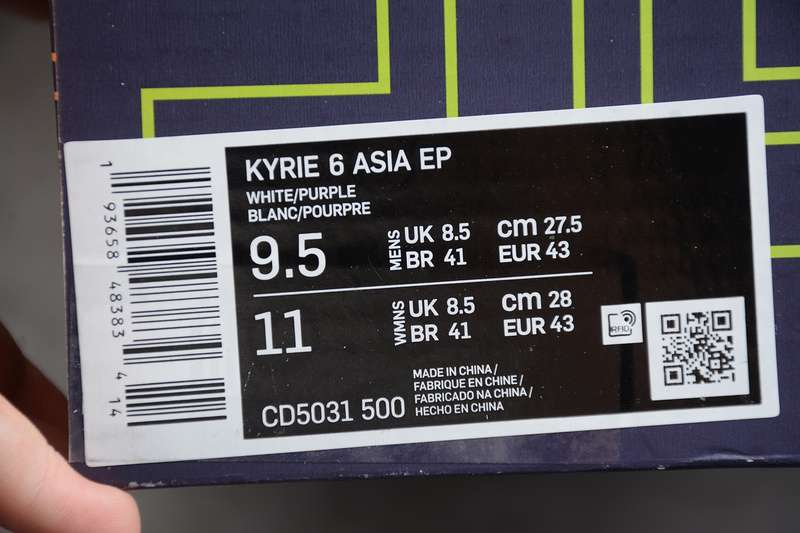 KYRIE 6 ASIA EP
WHITE/PURPLE
BLANC/POURPRE
9.5 MENS UK 8.5 cm 27.5
BR 41 EUR 43
11 WMNS UK 8.5 cm 28
BR 41 EUR 43
RFID
MADE IN CHINA /
FABRIQUE EN CHINE /
FABRICADO NA CHINA /
HECHO EN CHINA
CD5031 500
1 93658 48383 4 14